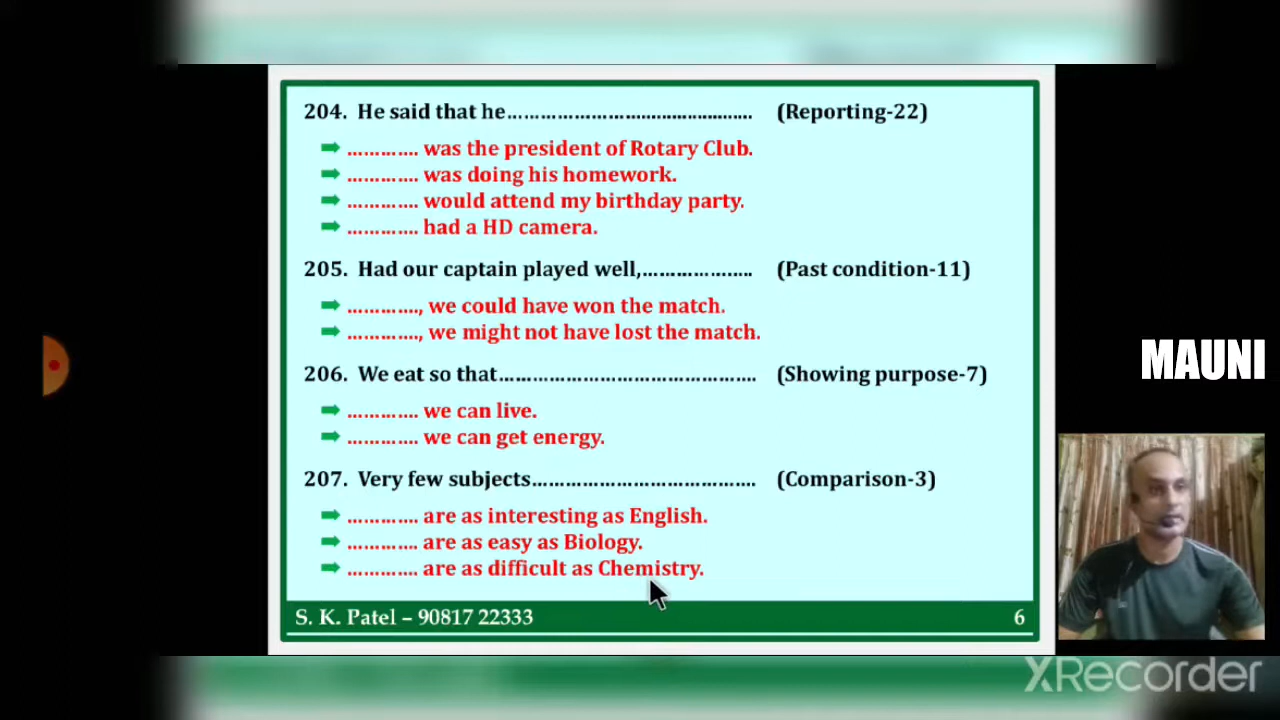 204. He said that he.......................................... (Reporting-22)
............. was the president of Rotary Club.
............. was doing his homework.
............. would attend my birthday party.
............. had a HD camera.
205. Had our captain played well,.................... (Past condition-11)
............., we could have won the match.
............., we might not have lost the match.
206. We eat so that.............................................. (Showing purpose-7)
............. we can live.
............. we can get energy.
207. Very few subjects........................................ (Comparison-3)
............. are as interesting as English.
............. are as easy as Biology.
............. are as difficult as Chemistry.
S. K. Patel – 90817 22333 6
MAUNI
XRecorder